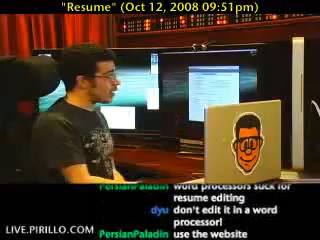 "Resume" (Oct 12, 2008 09:51pm)
PersianPaladin word processors suck for
resume editing
dyu don't edit it in a word
processor!
LIVE.PIRILLO.COM PersianPaladin use the website